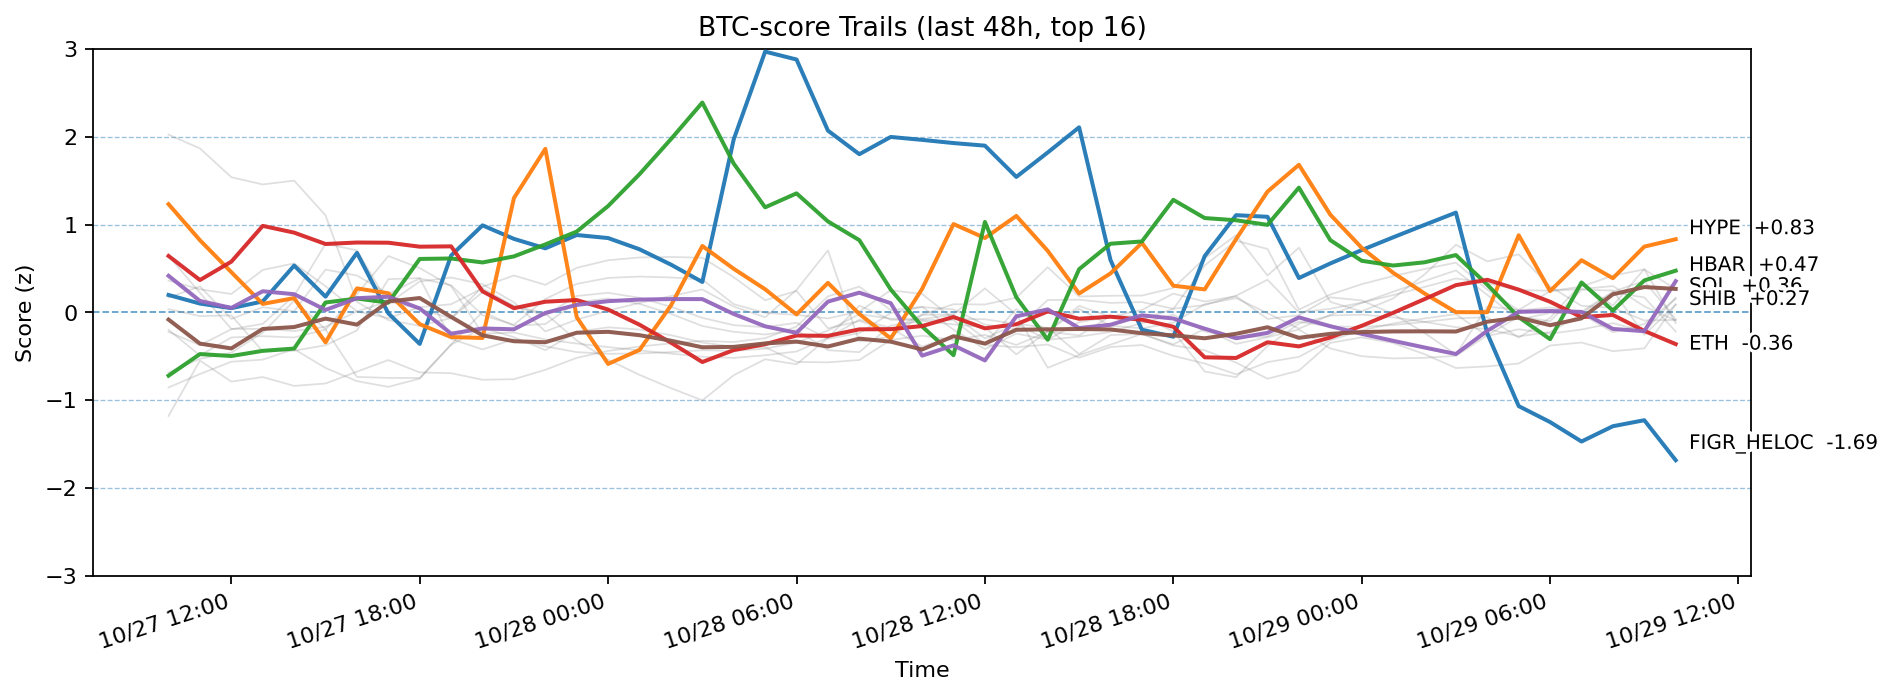 BTC-score Trails (last 48h, top 16)
Score (z)
3
2
1
0
−1
−2
−3
HYPE +0.83
HBAR +0.47
SOL +0.36
SHIB +0.27
ETH -0.36
FIGR_HELOC -1.69
10/27 12:00
10/27 18:00
10/28 00:00
10/28 06:00
10/28 12:00
10/28 18:00
10/29 00:00
10/29 06:00
10/29 12:00
Time